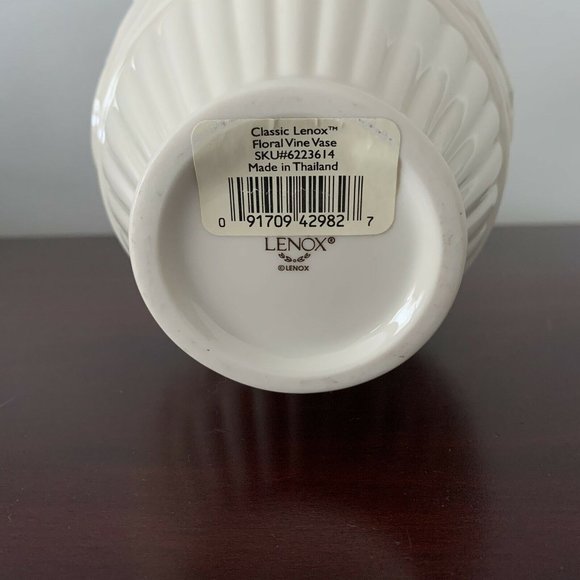 Classic Lenox™
Floral Vine Vase
SKU#6223614
Made in Thailand
0 91709 42982 7
LENOX®
©LENOX